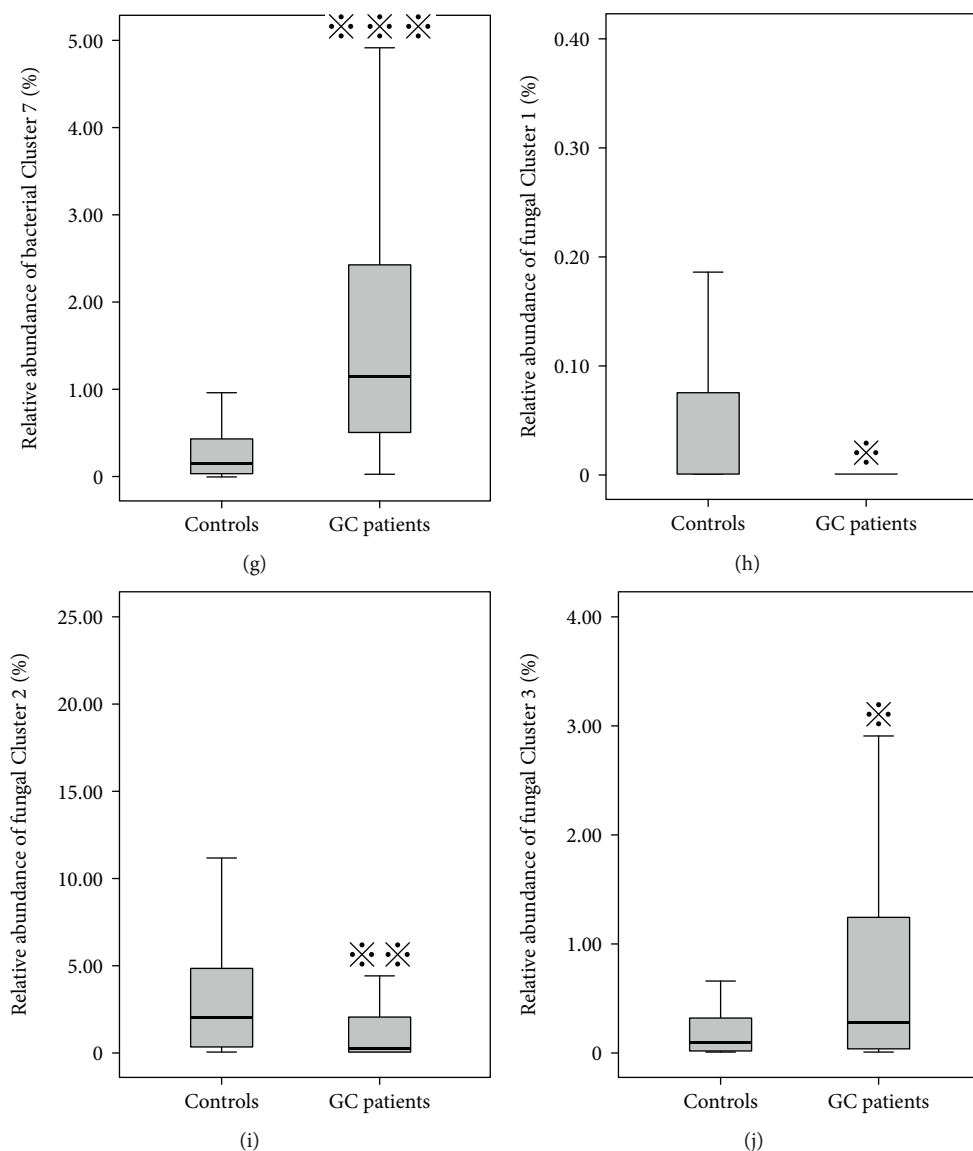 Relative abundance of bacterial Cluster 7 (%)
5.00
4.00
3.00
2.00
1.00
0
※ ※ ※
Controls
GC patients
(g)
Relative abundance of fungal Cluster 1 (%)
0.40
0.30
0.20
0.10
0
※
Controls
GC patients
(h)
Relative abundance of fungal Cluster 2 (%)
25.00
20.00
15.00
10.00
5.00
0
※ ※
Controls
GC patients
(i)
Relative abundance of fungal Cluster 3 (%)
4.00
3.00
2.00
1.00
0
※
Controls
GC patients
(j)